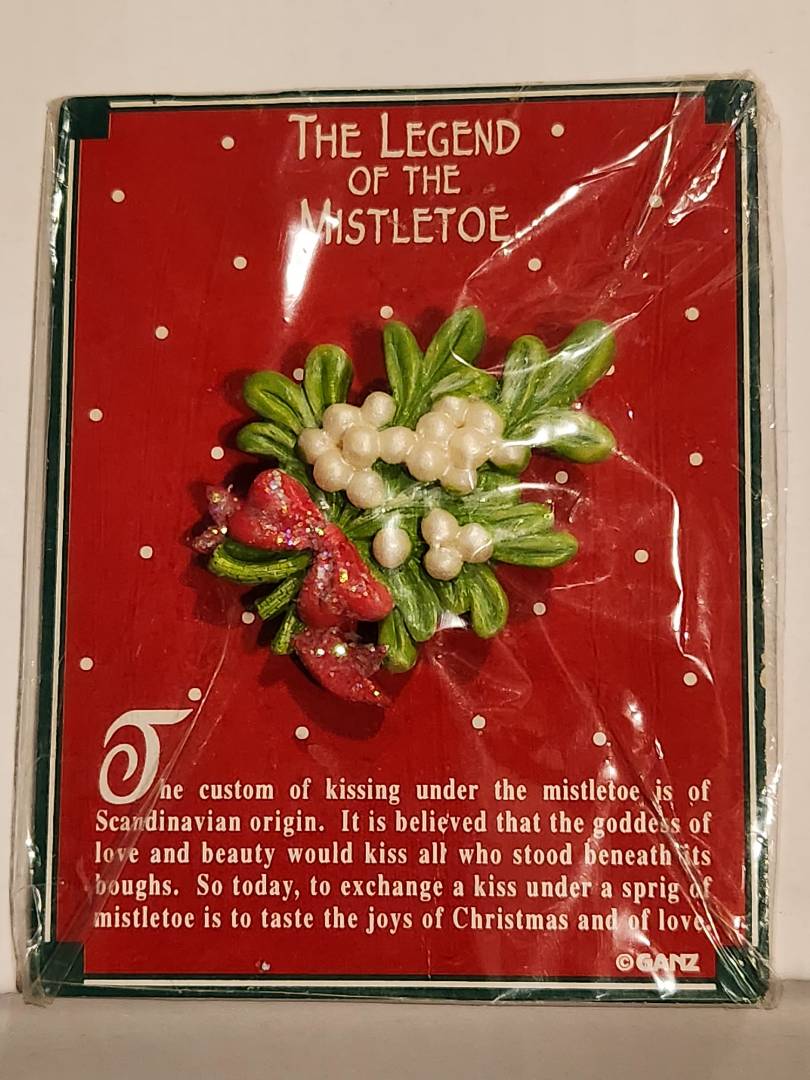 THE LEGEND
OF THE
MISTLETOE
The custom of kissing under the mistletoe is of
Scandinavian origin. It is believed that the goddess of
love and beauty would kiss all who stood beneath its
boughs. So today, to exchange a kiss under a sprig of
mistletoe is to taste the joys of Christmas and of love.
©GANZ